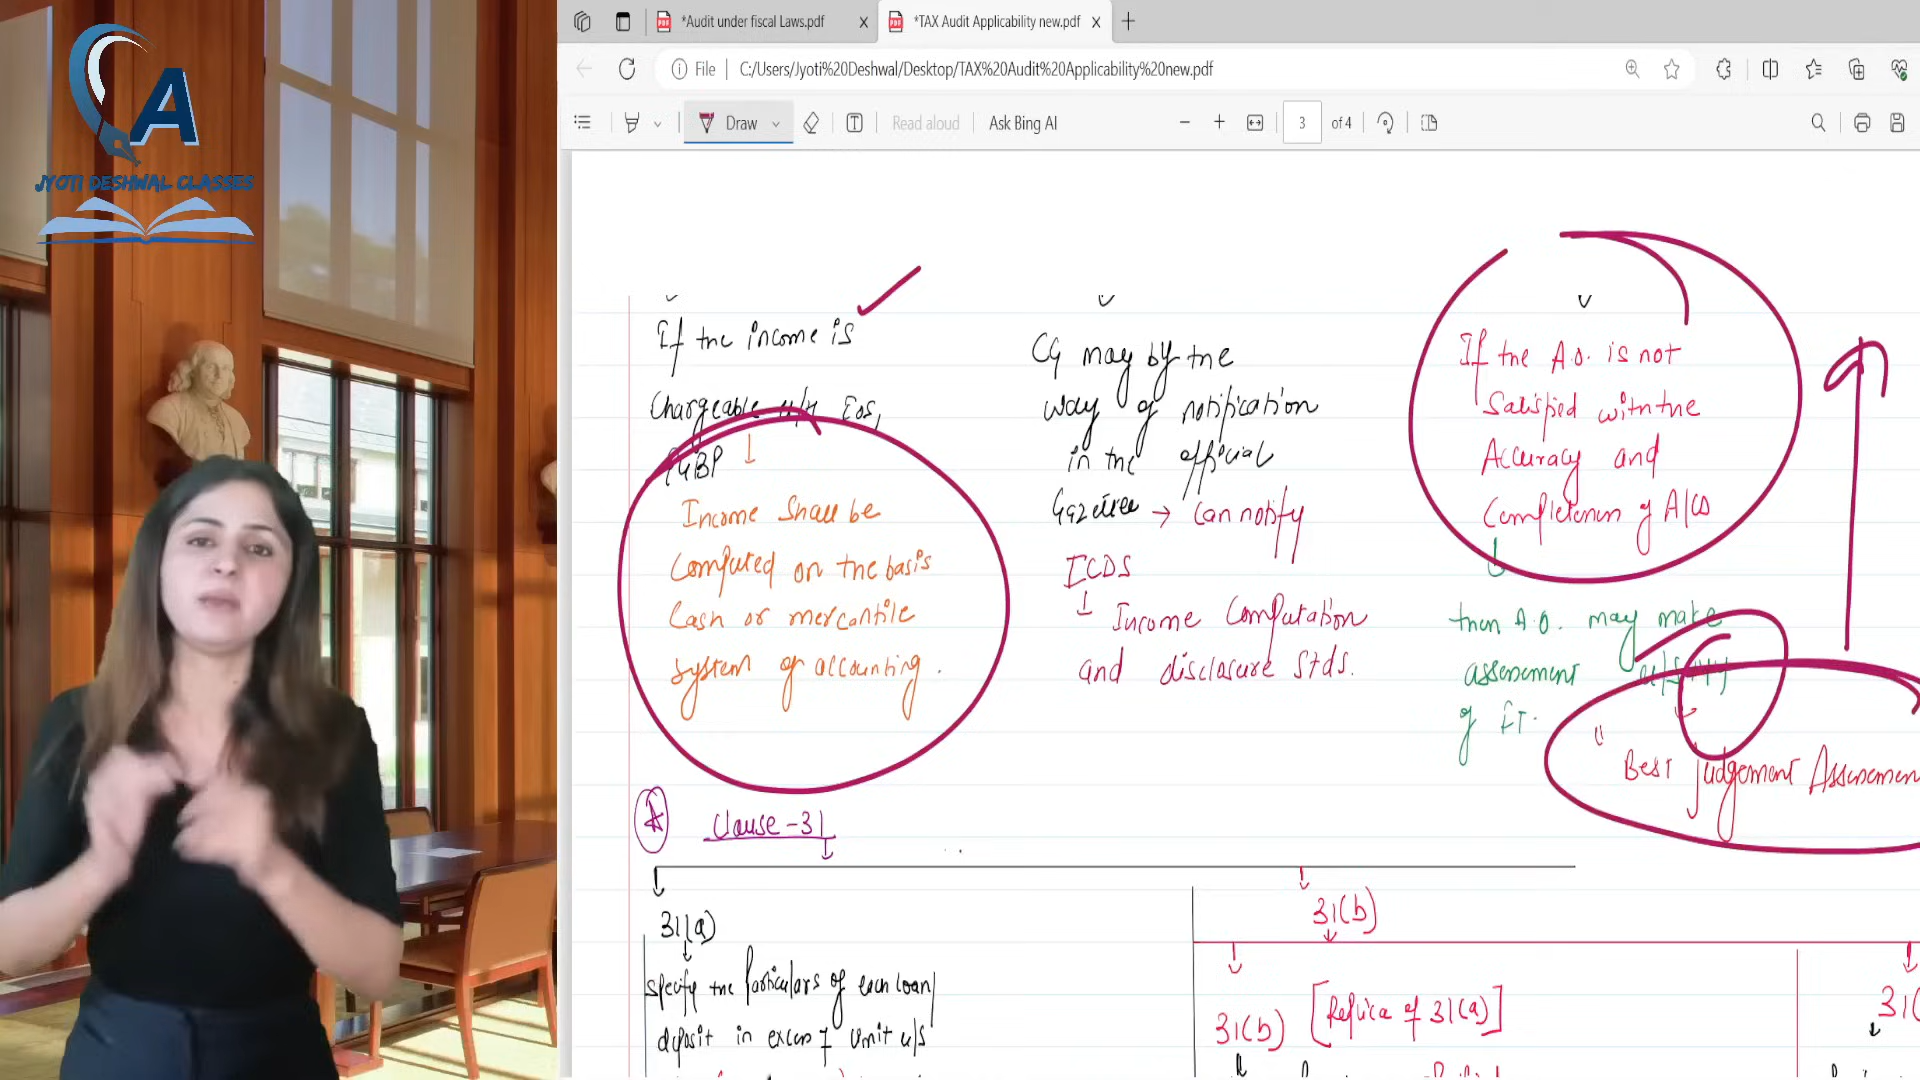 A
JYOTI DESHWAL CLASSES
*Audit under fiscal Laws.pdf
*TAX Audit Applicability new.pdf
File
C:/Users/Jyoti%20Deshwal/Desktop/TAX%20Audit%20Applicability%20new.pdf
Draw
Read aloud
Ask Bing AI
3
of 4
If the income is
Chargeable u/H EOS,
PGBP
Income Shall be
Computed on the basis
Cash or mercantile
system of accounting.
CG may by the
way of notification
in the official
Gazettee → Can notify
ICDS
Income Computation
and disclosure Stds.
If the A.O. is not
Satisfied with the
Accuracy and
Completeness of A/Cs
then A.O. may make
assessment u/s 144
of IT.
"Best Judgement Assessmen
Clause-31
31(a)
specify the Particulars of each loan/
deposit in excess of limit u/s
31(b)
31(b) [Replica of 31(a)]
31(